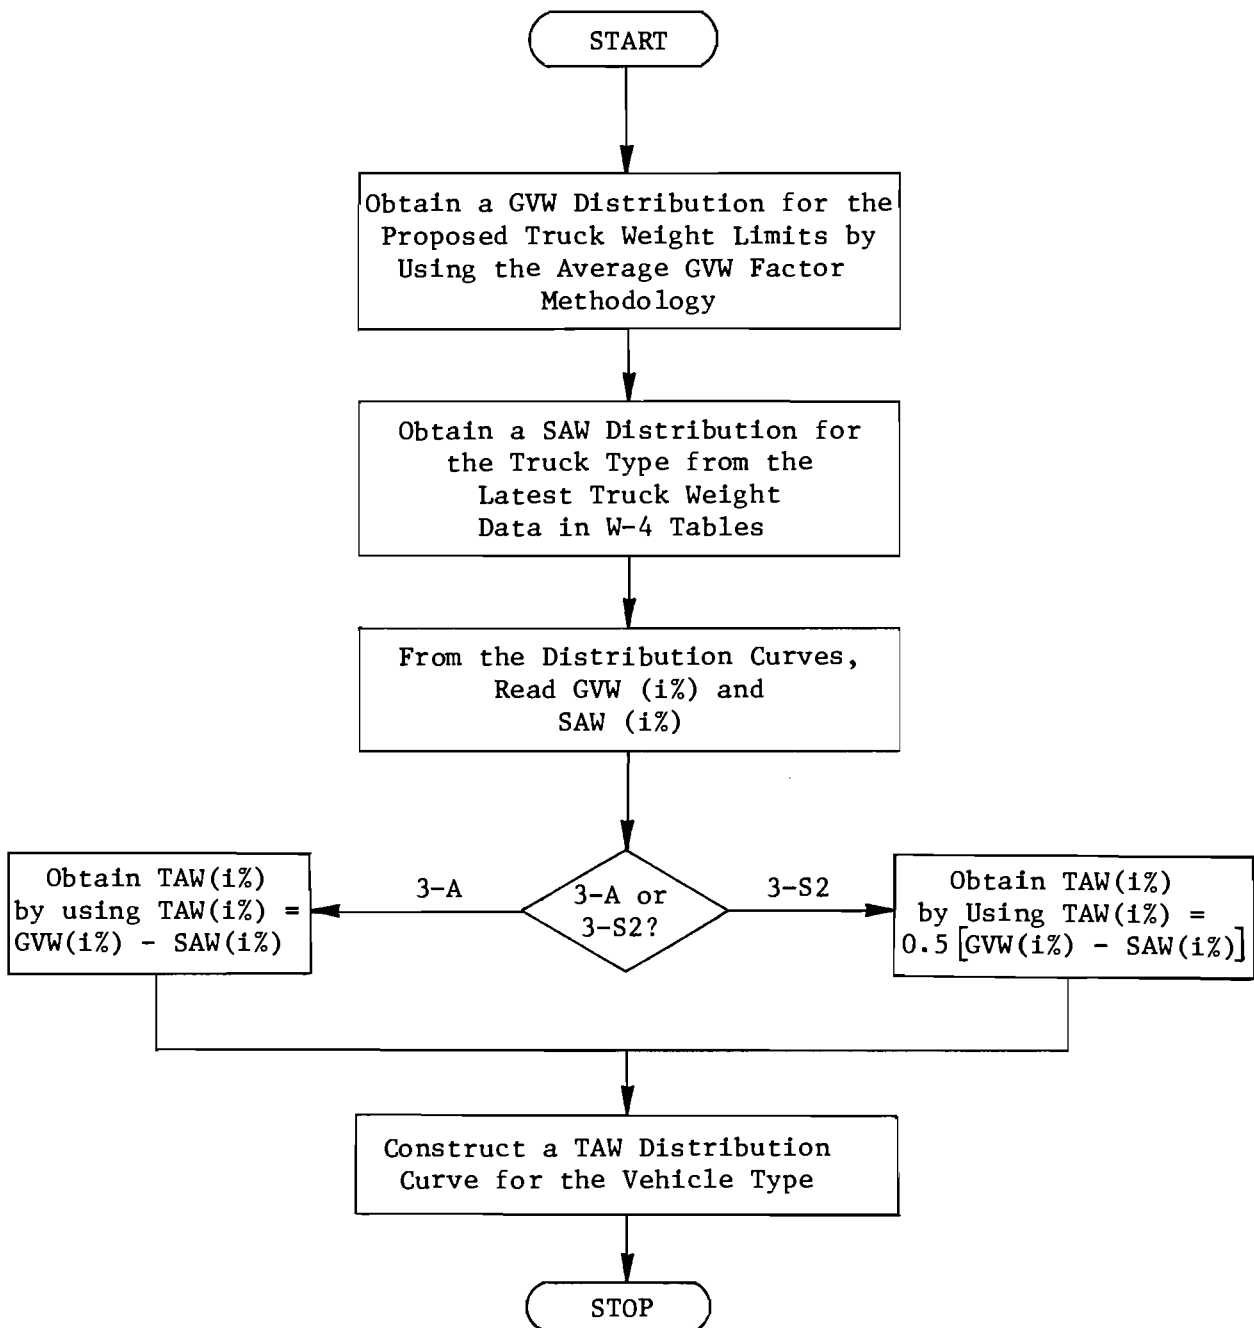 START
Obtain a GVW Distribution for the
Proposed Truck Weight Limits by
Using the Average GVW Factor
Methodology
Obtain a SAW Distribution for
the Truck Type from the
Latest Truck Weight
Data in W-4 Tables
From the Distribution Curves,
Read GVW (i%) and
SAW (i%)
3-A or
3-S2?
3-A
Obtain TAW(i%)
by using TAW(i%) =
GVW(i%) - SAW(i%)
3-S2
Obtain TAW(i%)
by Using TAW(i%) =
0.5 [GVW(i%) - SAW(i%)]
Construct a TAW Distribution
Curve for the Vehicle Type
STOP